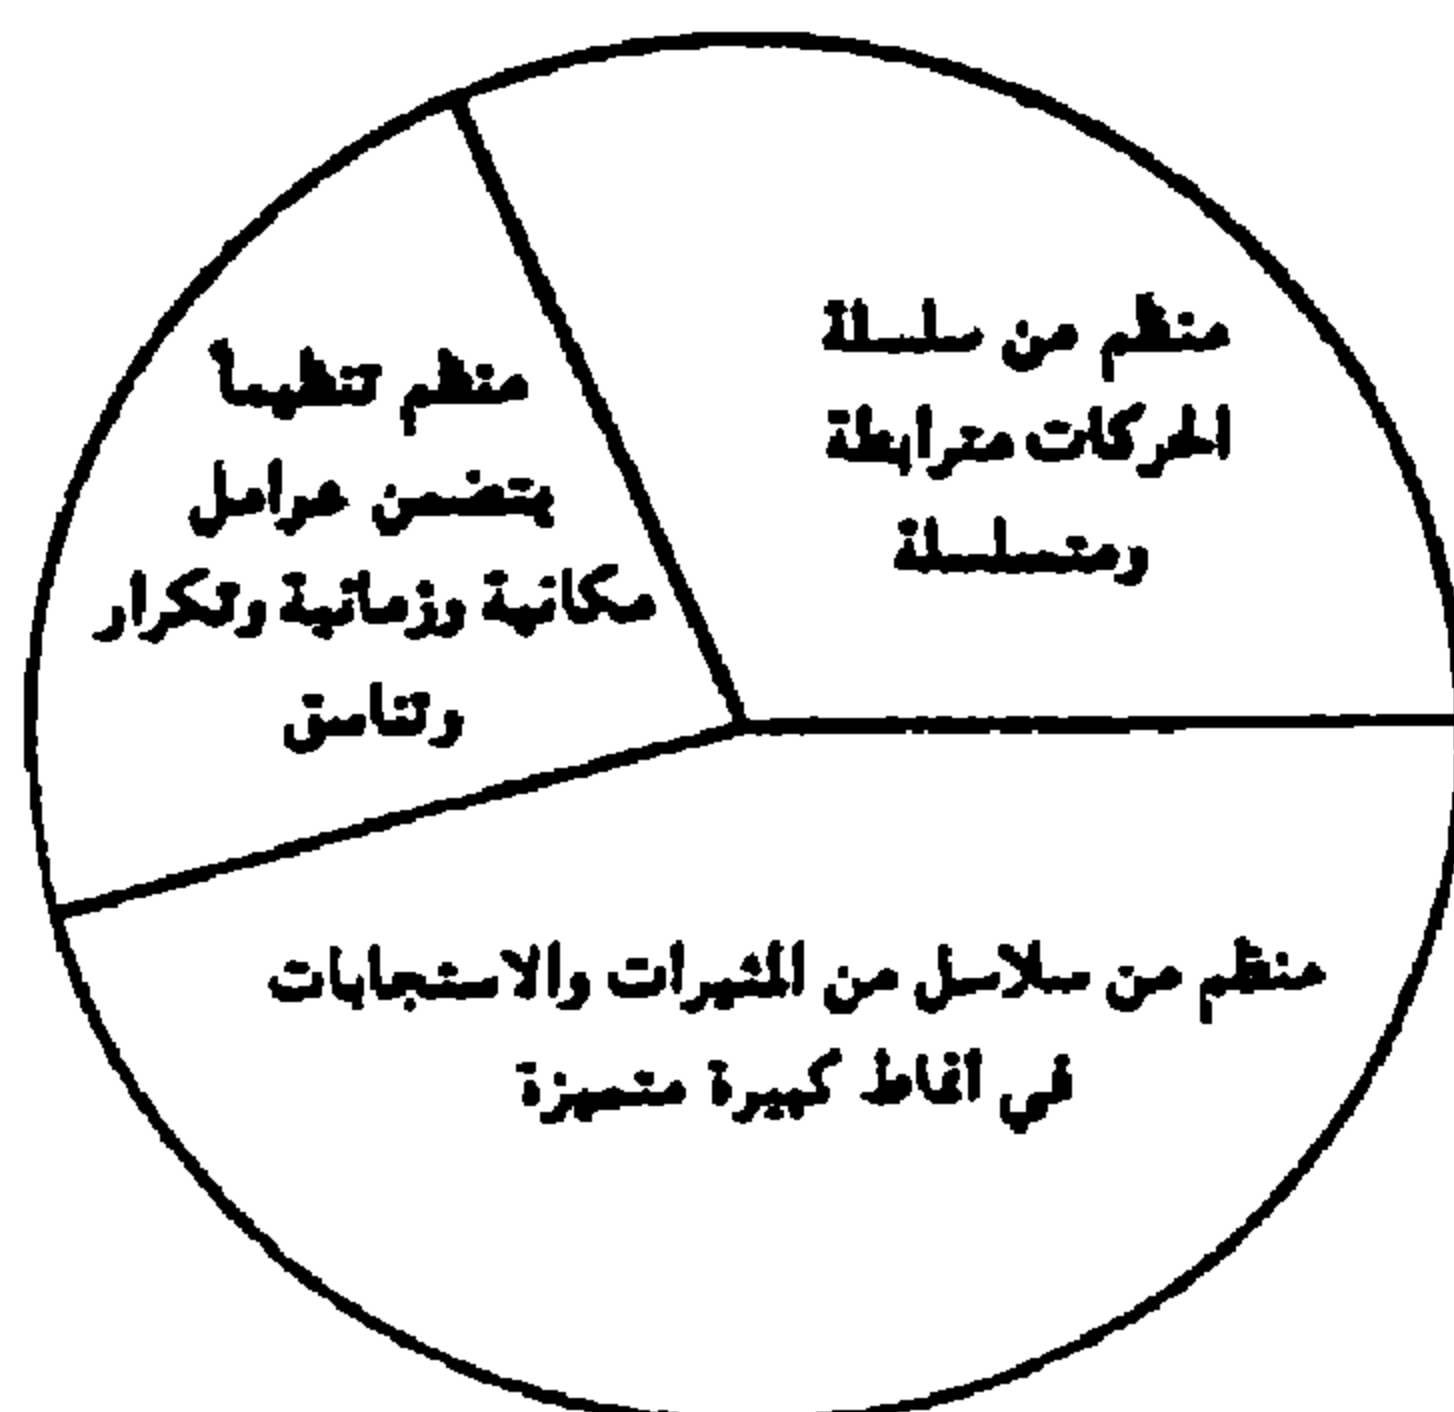 منظم من سلسلة
الحركات مترابطة
ومتسلسلة
منظم تنظيماً
يتضمن عوامل
مكانية وزمانية وتكرار
وتناسق
منظم من سلاسل من المثيرات والاستجابات
في أنماط كبيرة متميزة